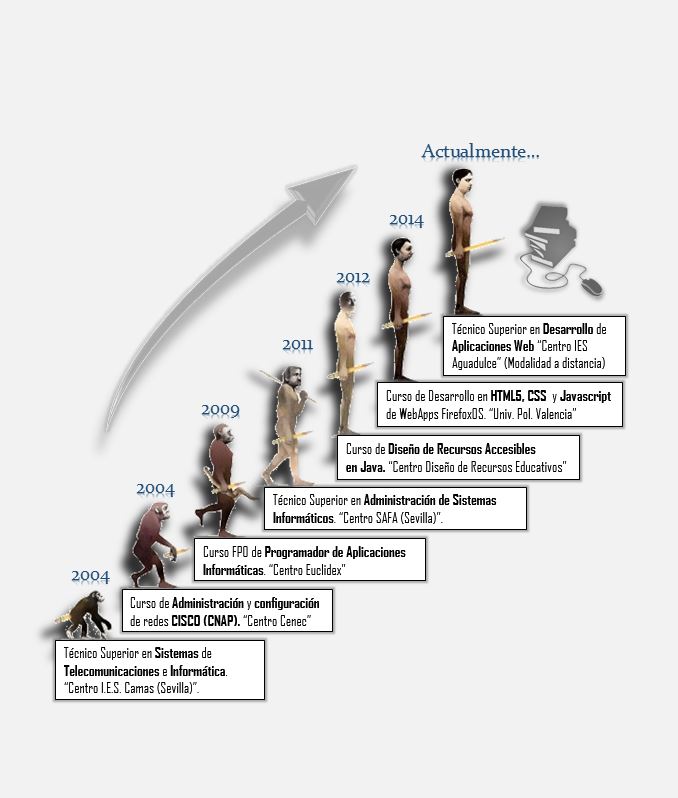 Actualmente...
2014
2012
2011
2009
2004
2004
Técnico Superior en Desarrollo de
Aplicaciones Web “Centro IES
Aguadulce” (Modalidad a distancia)
Curso de Desarrollo en HTML5, CSS y Javascript
de WebApps FirefoxOS. “Univ. Pol. Valencia”
Curso de Diseño de Recursos Accesibles
en Java. “Centro Diseño de Recursos Educativos”
Técnico Superior en Administración de Sistemas
Informáticos. “Centro SAFA (Sevilla)”.
Curso FPO de Programador de Aplicaciones
Informáticas. “Centro Euclidex”
Curso de Administración y configuración
de redes CISCO (CNAP). “Centro Cenec”
Técnico Superior en Sistemas de
Telecomunicaciones e Informática.
“Centro I.E.S. Camas (Sevilla)”.